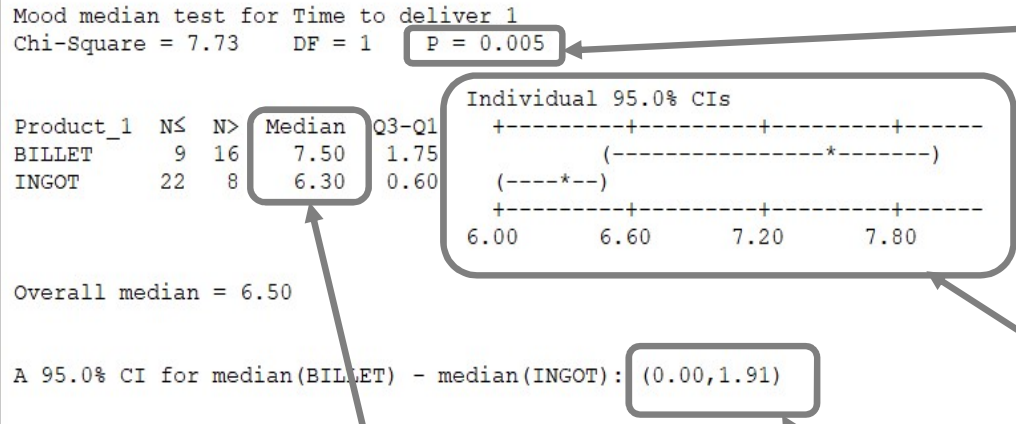 Mood median test for Time to deliver 1
Chi-Square = 7.73    DF = 1    P = 0.005
Individual 95.0% CIs
Product_1  N≤  N>  Median  Q3-Q1    +---------+---------+---------+------
BILLET      9  16    7.50   1.75            (----------------*-------)
INGOT      22   8    6.30   0.60    (----*--)
+---------+---------+---------+------
6.00      6.60      7.20      7.80
Overall median = 6.50
A 95.0% CI for median(BILLET) - median(INGOT): (0.00,1.91)